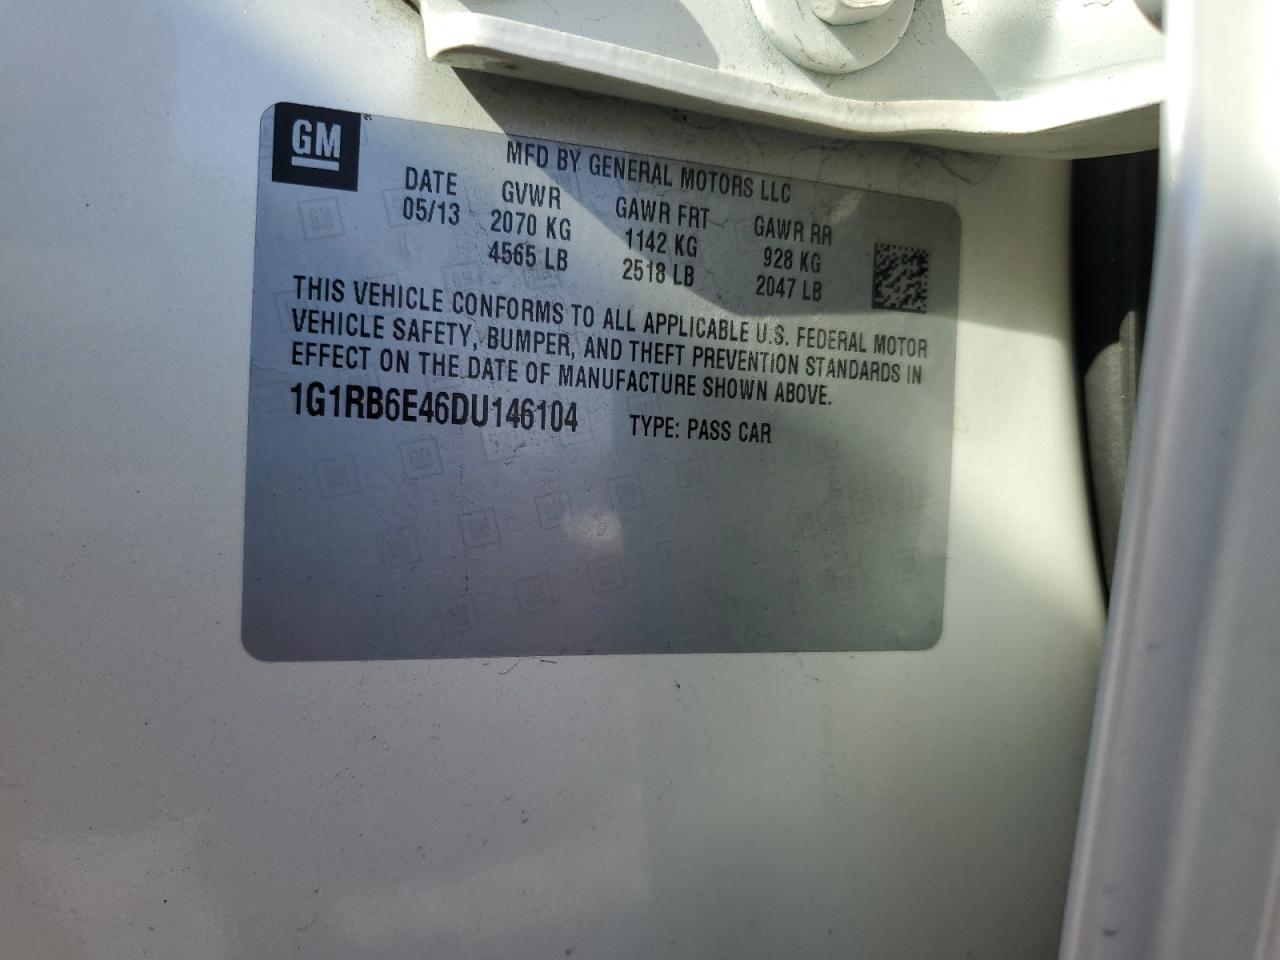 GM
MFD BY GENERAL MOTORS LLC
DATE GVWR GAWR FRT GAWR RR
05/13 2070 KG 1142 KG 928 KG
4565 LB 2518 LB 2047 LB
THIS VEHICLE CONFORMS TO ALL APPLICABLE U.S. FEDERAL MOTOR
VEHICLE SAFETY, BUMPER, AND THEFT PREVENTION STANDARDS IN
EFFECT ON THE DATE OF MANUFACTURE SHOWN ABOVE.
1G1RB6E46DU146104 TYPE: PASS CAR